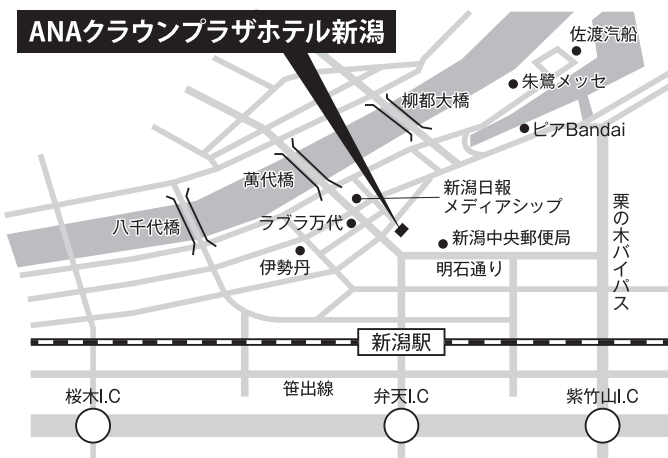 ANAクラウンプラザホテル新潟
佐渡汽船
朱鷺メッセ
柳都大橋
ピアBandai
萬代橋
新潟日報
メディアシップ
八千代橋
ラブラ万代
新潟中央郵便局
伊勢丹
明石通り
栗の木バイパス
新潟駅
笹出線
桜木I.C
弁天I.C
紫竹山I.C